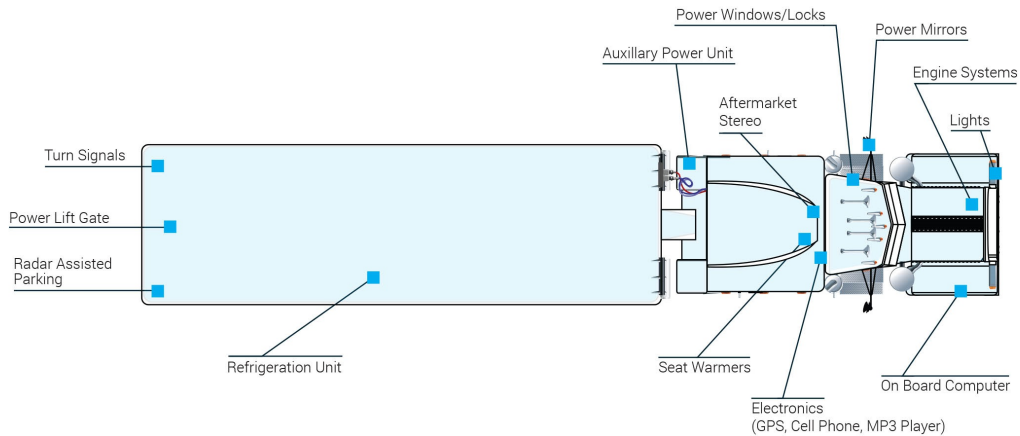 Power Windows/Locks
Power Mirrors
Auxillary Power Unit
Engine Systems
Aftermarket
Stereo
Lights
Turn Signals
Power Lift Gate
Radar Assisted
Parking
Refrigeration Unit
Seat Warmers
On Board Computer
Electronics
(GPS, Cell Phone, MP3 Player)